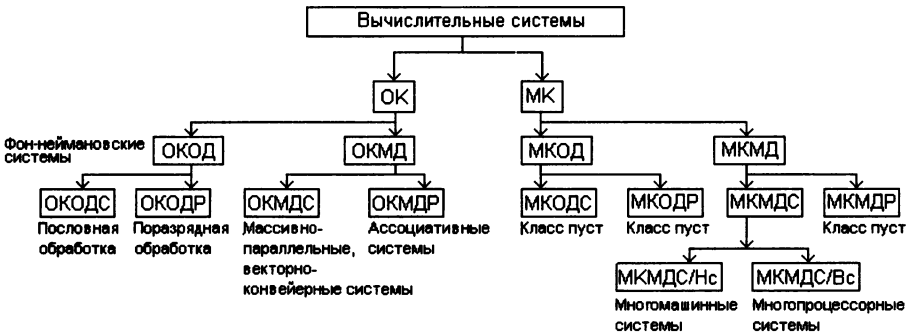 Вычислительные системы
ОК
МК
Фон-неймановские
системы
ОКОД
ОКМД
МКОД
МКМД
ОКОДС
ОКОДР
ОКМДС
ОКМДР
МКОДС
МКОДР
МКМДС
МКМДР
Пословная
обработка
Поразрядная
обработка
Массивно-
параллельные,
векторно-
конвейерные системы
Ассоциативные
системы
Класс пуст
Класс пуст
Класс пуст
МКМДС/Нс
МКМДС/Вс
Многомашинные
системы
Многопроцессорные
системы